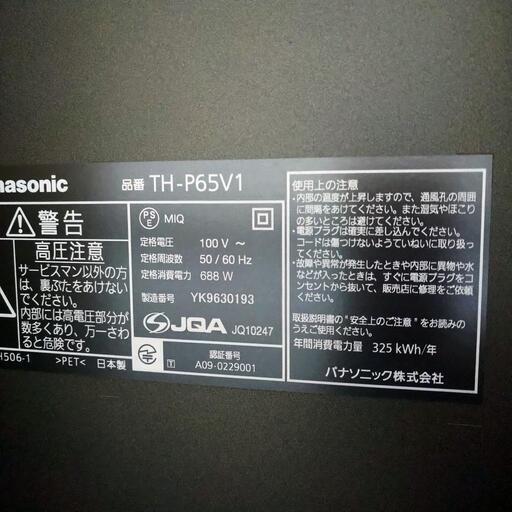 nasonic
品番 TH-P65V1
警告
高圧注意
サービスマン以外の方
は、裏ぶたをあけない
でください。
内部には高電圧部分が
数多くあり、万一さわ
ると危険です。
H506-1 >PET< 日本製
PS
E MIQ
定格電圧 100 V ~
定格周波数 50 / 60 Hz
定格消費電力 688 W
製造番号 YK9630193
JQA JQ10247
T
認証番号
A09-0229001
使用上の注意
・内部の温度が上昇しますので、通風孔の周囲
に間隔をあけてください。また湿気やほこり
の多いところは避けてください。
・電源プラグは確実に差し込んでください。
コードは傷つけないようていねいに取り扱っ
てください。
・故障や異常が発生したときや内部に異物や水
などが入ったときは、すぐに電源プラグを
コンセントから抜いて、販売店に修理をご依頼
ください。
取扱説明書の"安全上のご注意"をお読みのう
えご使用ください。
年間消費電力量 325 kWh/年
パナソニック株式会社